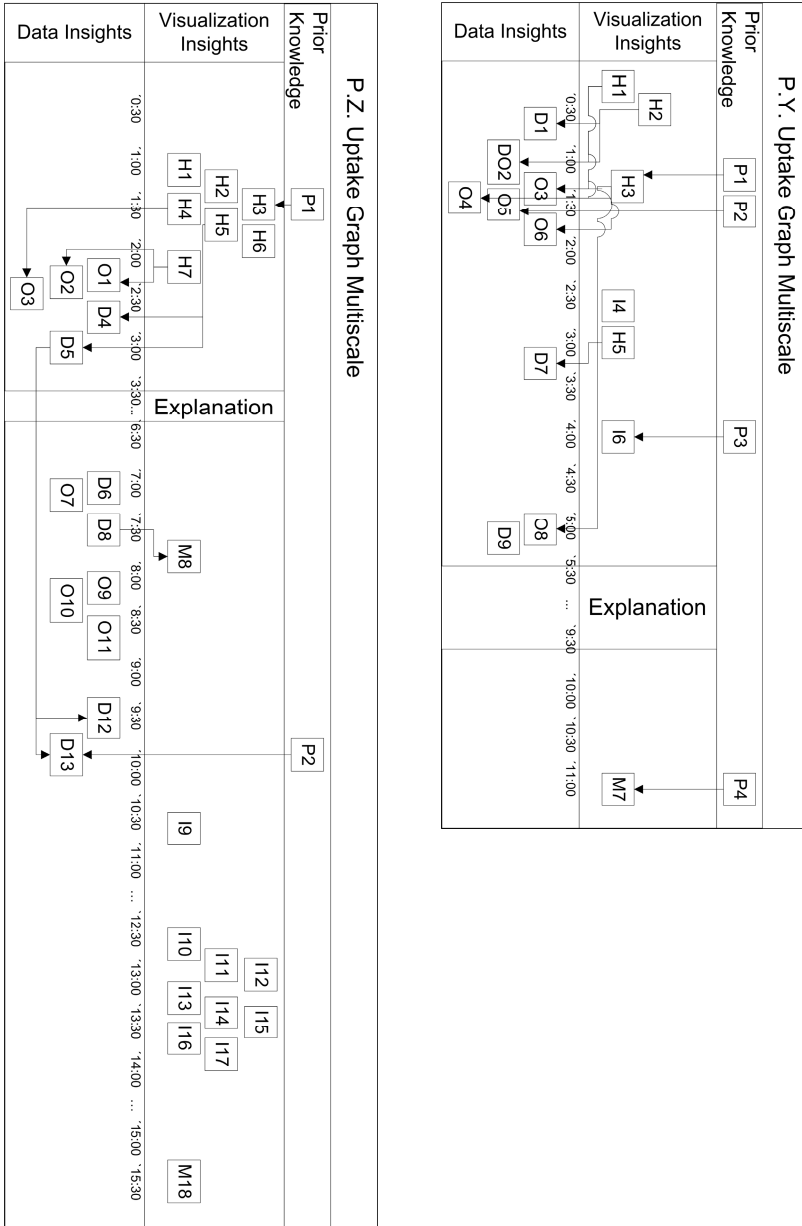 P.Y. Uptake Graph Multiscale
Prior
Knowledge
P1
P2
P3
P4
Visualization
Insights
H1
H2
H3
I4
H5
I6
Explanation
M7
Data Insights
'0:30
'1:00
'1:30
'2:00
'2:30
'3:00
'3:30
'4:00
'4:30
'5:00
'5:30
...
'9:30
'10:00
'10:30
'11:00
D1
DO2
O3
O4
O5
O6
D7
O8
D9
P.Z. Uptake Graph Multiscale
Prior
Knowledge
P1
P2
Visualization
Insights
H1
H2
H3
H4
H5
H6
H7
Explanation
M8
I9
I10
I11
I12
I13
I14
I15
I16
I17
M18
Data Insights
'0:30
'1:00
'1:30
'2:00
'2:30
'3:00
'3:30...
'6:30
'7:00
'7:30
'8:00
'8:30
'9:00
'9:30
'10:00
'10:30
'11:00
...
'12:30
'13:00
'13:30
'14:00
...
'15:00
'15:30
O1
O2
O3
D4
D5
D6
O7
D8
O9
O10
O11
D12
D13